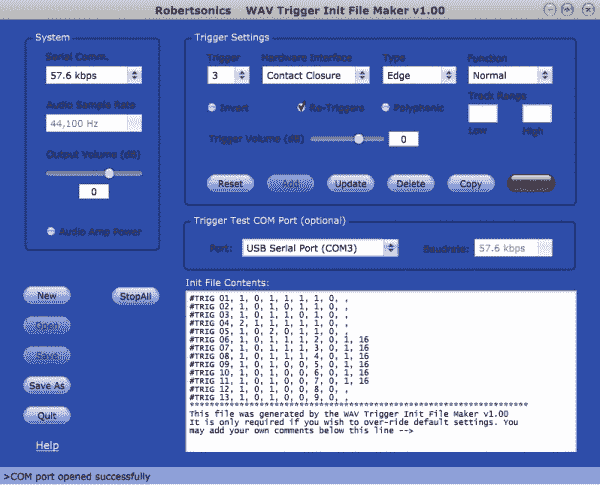 Robertsonics    WAV Trigger Init File Maker v1.00
System
Serial Comm.
57.6 kbps
Audio Sample Rate
44,100 Hz
Output Volume (dB)
0
Audio Amp Power
Trigger Settings
Trigger
Hardware Interface
Type
Function
3
Contact Closure
Edge
Normal
Invert
Re-Triggers
Polyphonic
Track Range
Low
High
Trigger Volume (dB)
0
Reset
Add
Update
Delete
Copy
Trigger Test COM Port (optional)
Port:
USB Serial Port (COM3)
Baudrate:
57.6 kbps
New
StopAll
Open
Save
Save As
Quit
Help
Init File Contents:
#TRIG 01, 1, 0, 1, 1, 1, 1, 0, ,
#TRIG 02, 1, 0, 1, 0, 1, 1, 0, ,
#TRIG 03, 1, 0, 1, 1, 0, 1, 0, ,
#TRIG 04, 2, 1, 1, 1, 1, 1, 0, ,
#TRIG 05, 1, 0, 2, 0, 1, 1, 0, ,
#TRIG 06, 1, 0, 1, 1, 1, 2, 0, 1, 16
#TRIG 07, 1, 0, 1, 1, 1, 3, 0, 1, 16
#TRIG 08, 1, 0, 1, 1, 1, 4, 0, 1, 16
#TRIG 09, 1, 0, 1, 0, 0, 5, 0, 1, 16
#TRIG 10, 1, 0, 1, 0, 0, 6, 0, 1, 16
#TRIG 11, 1, 0, 1, 0, 0, 7, 0, 1, 16
#TRIG 12, 1, 0, 1, 0, 0, 8, 0, ,
#TRIG 13, 1, 0, 1, 0, 0, 9, 0, ,
****************************************************************
This file was generated by the WAV Trigger Init File Maker v1.00
It is only required if you wish to over-ride default settings. You
may add your own comments below this line -->
>COM port opened successfully